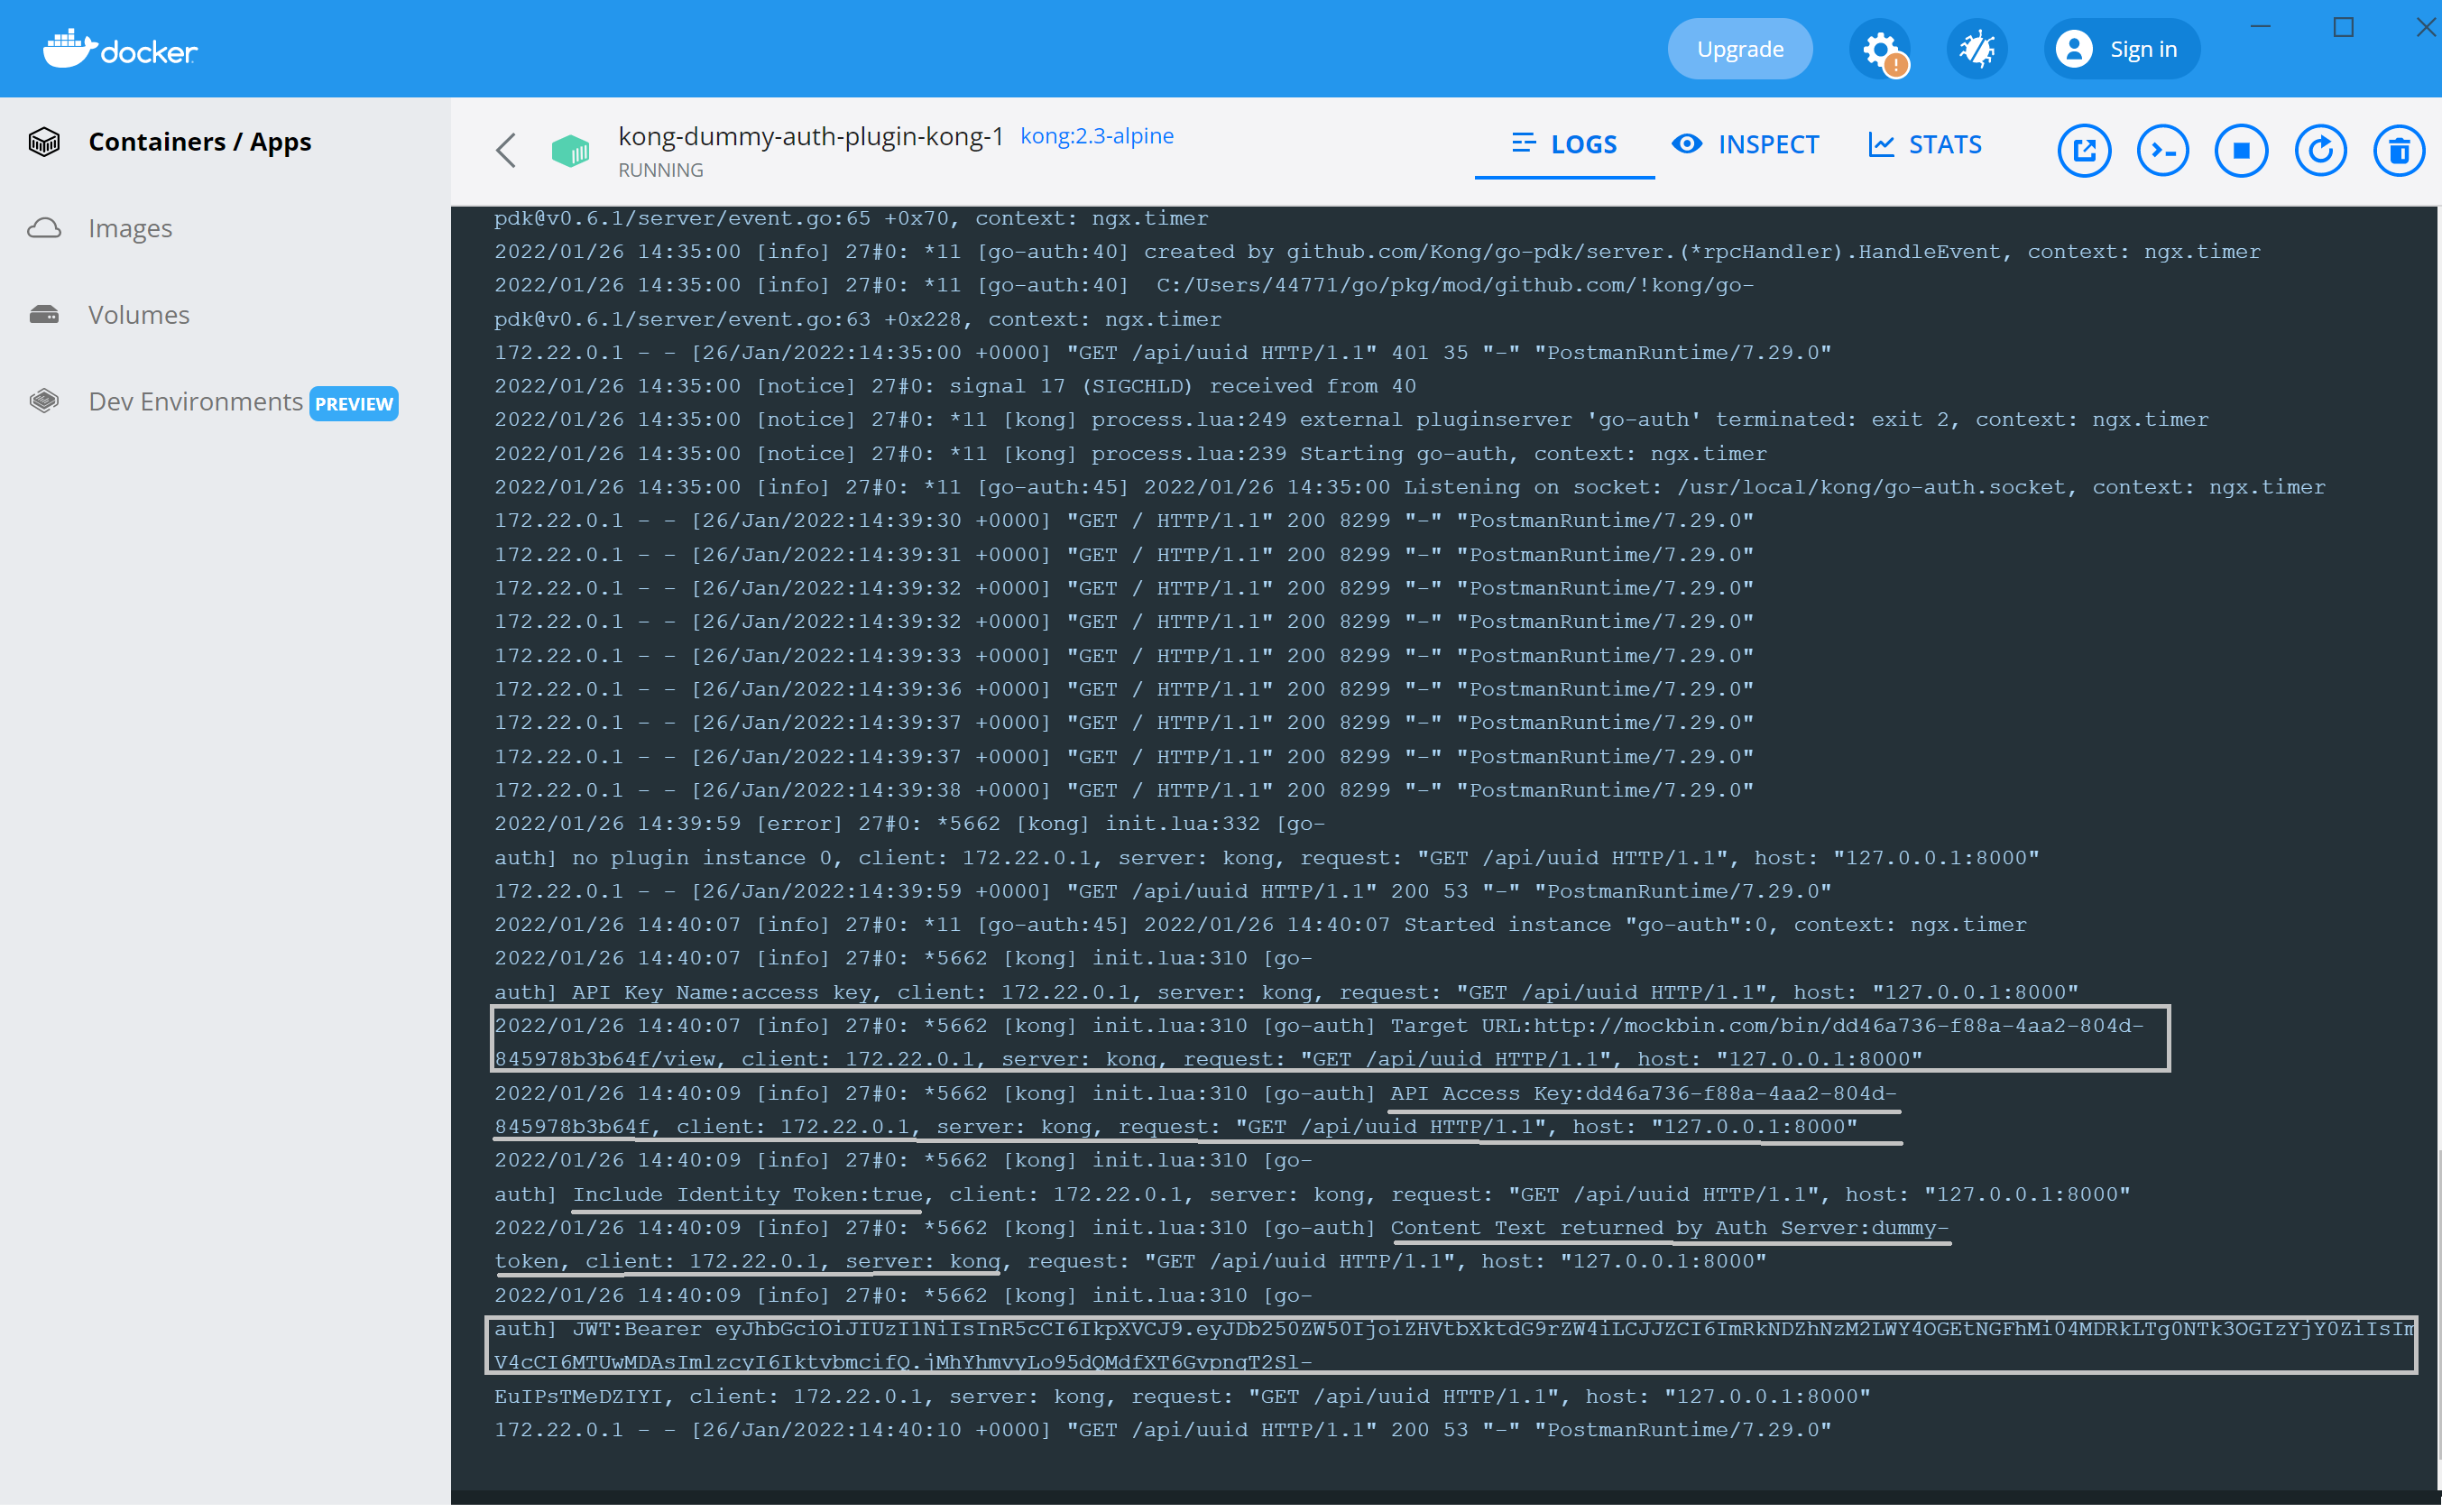 docker
Upgrade
Sign in
Containers / Apps
Images
Volumes
Dev Environments PREVIEW
kong-dummy-auth-plugin-kong-1 kong:2.3-alpine
RUNNING
LOGS
INSPECT
STATS
pdk@v0.6.1/server/event.go:65 +0x70, context: ngx.timer
2022/01/26 14:35:00 [info] 27#0: *11 [go-auth:40] created by github.com/Kong/go-pdk/server.(*rpcHandler).HandleEvent, context: ngx.timer
2022/01/26 14:35:00 [info] 27#0: *11 [go-auth:40]  C:/Users/44771/go/pkg/mod/github.com/!kong/go-
pdk@v0.6.1/server/event.go:63 +0x228, context: ngx.timer
172.22.0.1 - - [26/Jan/2022:14:35:00 +0000] "GET /api/uuid HTTP/1.1" 401 35 "-" "PostmanRuntime/7.29.0"
2022/01/26 14:35:00 [notice] 27#0: signal 17 (SIGCHLD) received from 40
2022/01/26 14:35:00 [notice] 27#0: *11 [kong] process.lua:249 external pluginserver 'go-auth' terminated: exit 2, context: ngx.timer
2022/01/26 14:35:00 [notice] 27#0: *11 [kong] process.lua:239 Starting go-auth, context: ngx.timer
2022/01/26 14:35:00 [info] 27#0: *11 [go-auth:45] 2022/01/26 14:35:00 Listening on socket: /usr/local/kong/go-auth.socket, context: ngx.timer
172.22.0.1 - - [26/Jan/2022:14:39:30 +0000] "GET / HTTP/1.1" 200 8299 "-" "PostmanRuntime/7.29.0"
172.22.0.1 - - [26/Jan/2022:14:39:31 +0000] "GET / HTTP/1.1" 200 8299 "-" "PostmanRuntime/7.29.0"
172.22.0.1 - - [26/Jan/2022:14:39:32 +0000] "GET / HTTP/1.1" 200 8299 "-" "PostmanRuntime/7.29.0"
172.22.0.1 - - [26/Jan/2022:14:39:32 +0000] "GET / HTTP/1.1" 200 8299 "-" "PostmanRuntime/7.29.0"
172.22.0.1 - - [26/Jan/2022:14:39:33 +0000] "GET / HTTP/1.1" 200 8299 "-" "PostmanRuntime/7.29.0"
172.22.0.1 - - [26/Jan/2022:14:39:36 +0000] "GET / HTTP/1.1" 200 8299 "-" "PostmanRuntime/7.29.0"
172.22.0.1 - - [26/Jan/2022:14:39:37 +0000] "GET / HTTP/1.1" 200 8299 "-" "PostmanRuntime/7.29.0"
172.22.0.1 - - [26/Jan/2022:14:39:37 +0000] "GET / HTTP/1.1" 200 8299 "-" "PostmanRuntime/7.29.0"
172.22.0.1 - - [26/Jan/2022:14:39:38 +0000] "GET / HTTP/1.1" 200 8299 "-" "PostmanRuntime/7.29.0"
2022/01/26 14:39:59 [error] 27#0: *5662 [kong] init.lua:332 [go-
auth] no plugin instance 0, client: 172.22.0.1, server: kong, request: "GET /api/uuid HTTP/1.1", host: "127.0.0.1:8000"
172.22.0.1 - - [26/Jan/2022:14:39:59 +0000] "GET /api/uuid HTTP/1.1" 200 53 "-" "PostmanRuntime/7.29.0"
2022/01/26 14:40:07 [info] 27#0: *11 [go-auth:45] 2022/01/26 14:40:07 Started instance "go-auth":0, context: ngx.timer
2022/01/26 14:40:07 [info] 27#0: *5662 [kong] init.lua:310 [go-
auth] API Key Name:access key, client: 172.22.0.1, server: kong, request: "GET /api/uuid HTTP/1.1", host: "127.0.0.1:8000"
2022/01/26 14:40:07 [info] 27#0: *5662 [kong] init.lua:310 [go-auth] Target URL:http://mockbin.com/bin/dd46a736-f88a-4aa2-804d-
845978b3b64f/view, client: 172.22.0.1, server: kong, request: "GET /api/uuid HTTP/1.1", host: "127.0.0.1:8000"
2022/01/26 14:40:09 [info] 27#0: *5662 [kong] init.lua:310 [go-auth] API Access Key:dd46a736-f88a-4aa2-804d-
845978b3b64f, client: 172.22.0.1, server: kong, request: "GET /api/uuid HTTP/1.1", host: "127.0.0.1:8000"
2022/01/26 14:40:09 [info] 27#0: *5662 [kong] init.lua:310 [go-
auth] Include Identity Token:true, client: 172.22.0.1, server: kong, request: "GET /api/uuid HTTP/1.1", host: "127.0.0.1:8000"
2022/01/26 14:40:09 [info] 27#0: *5662 [kong] init.lua:310 [go-auth] Content Text returned by Auth Server:dummy-
token, client: 172.22.0.1, server: kong, request: "GET /api/uuid HTTP/1.1", host: "127.0.0.1:8000"
2022/01/26 14:40:09 [info] 27#0: *5662 [kong] init.lua:310 [go-
auth] JWT:Bearer eyJhbGciOiJIUzI1NiIsInR5cCI6IkpXVCJ9.eyJDb250ZW50IjoiZHVtbXktdG9rZW4iLCJJZCI6ImRkNDZhNzM2LWY4OGEtNGFhMi04MDRkLTg0NTk3OGIzYjY0ZiIsIm
V4cCI6MTUwMDAsImlzcyI6IktvbmcifQ.jMhYhmvyLo95dQMdfXT6GvpnqT2Sl-
EuIPsTMeDZIYI, client: 172.22.0.1, server: kong, request: "GET /api/uuid HTTP/1.1", host: "127.0.0.1:8000"
172.22.0.1 - - [26/Jan/2022:14:40:10 +0000] "GET /api/uuid HTTP/1.1" 200 53 "-" "PostmanRuntime/7.29.0"